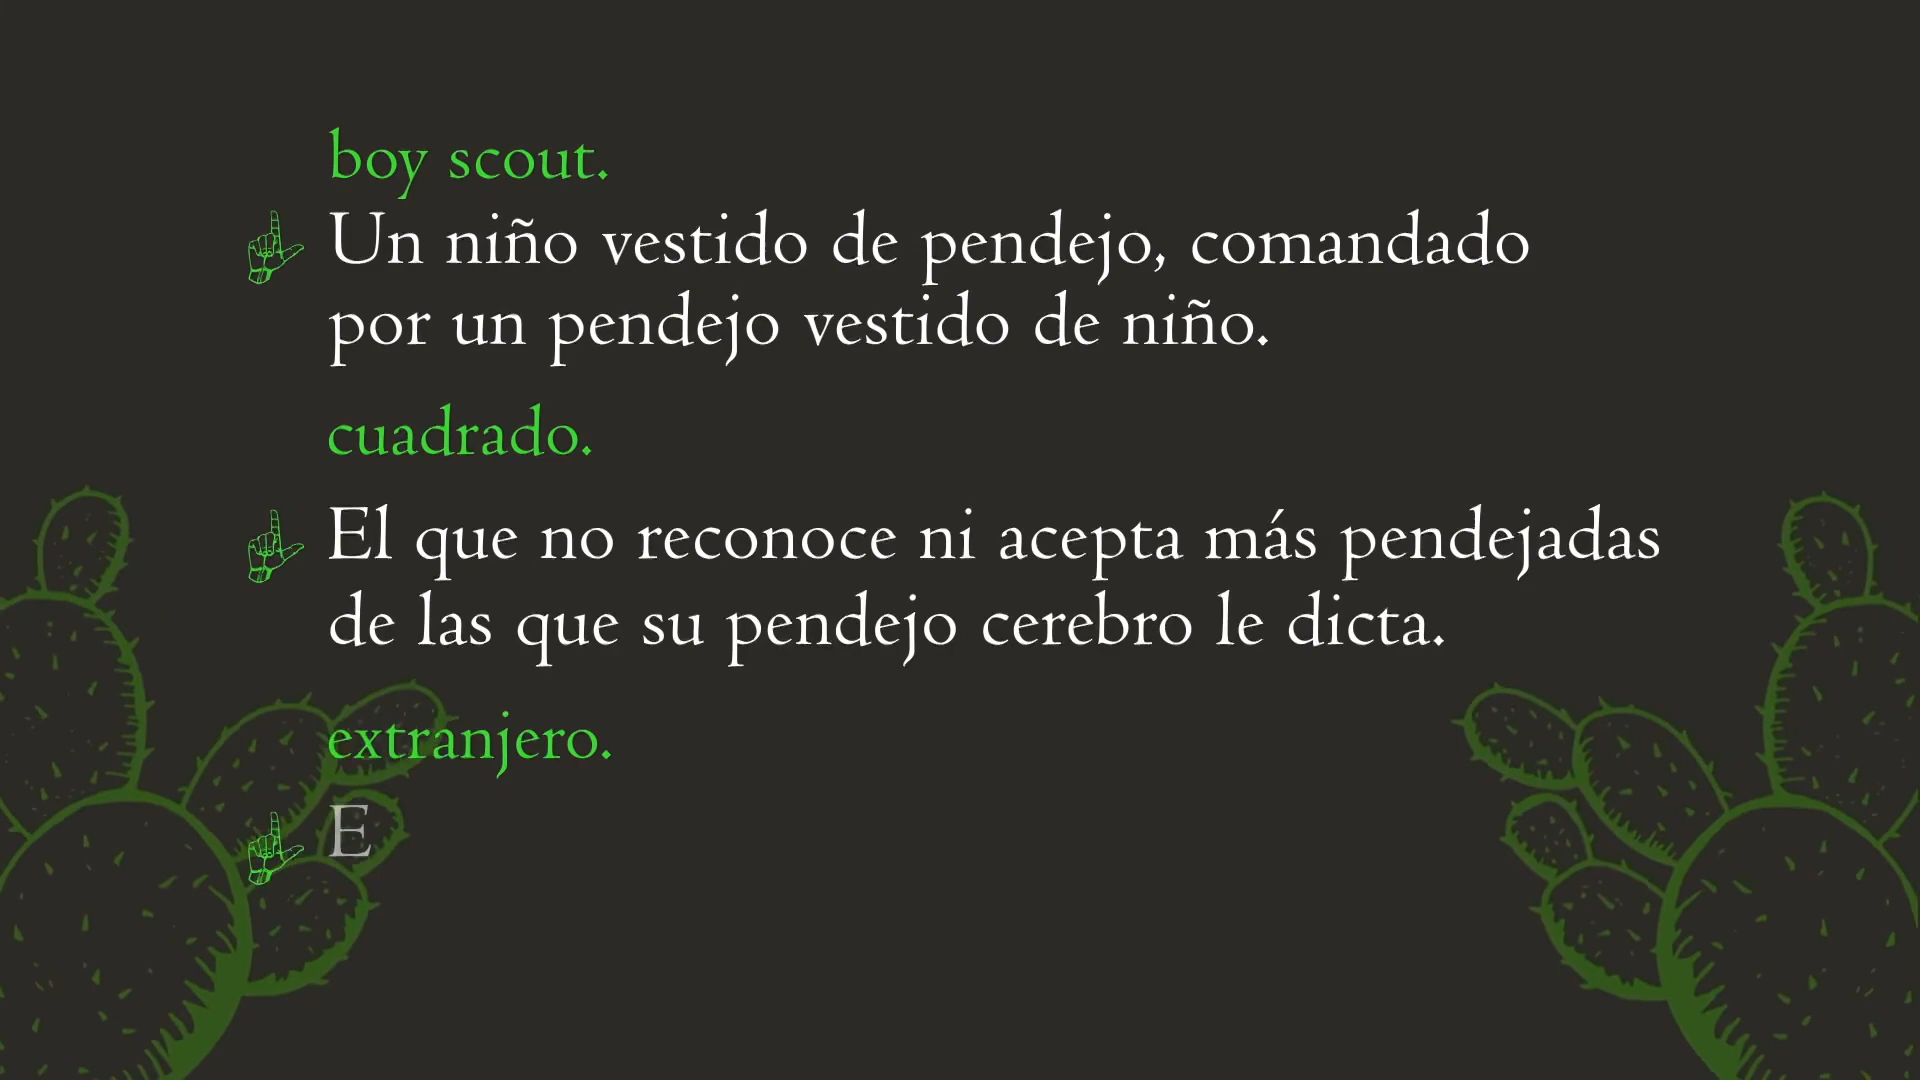 boy scout.
Un niño vestido de pendejo, comandado
por un pendejo vestido de niño.
cuadrado.
El que no reconoce ni acepta más pendejadas
de las que su pendejo cerebro le dicta.
extranjero.
E